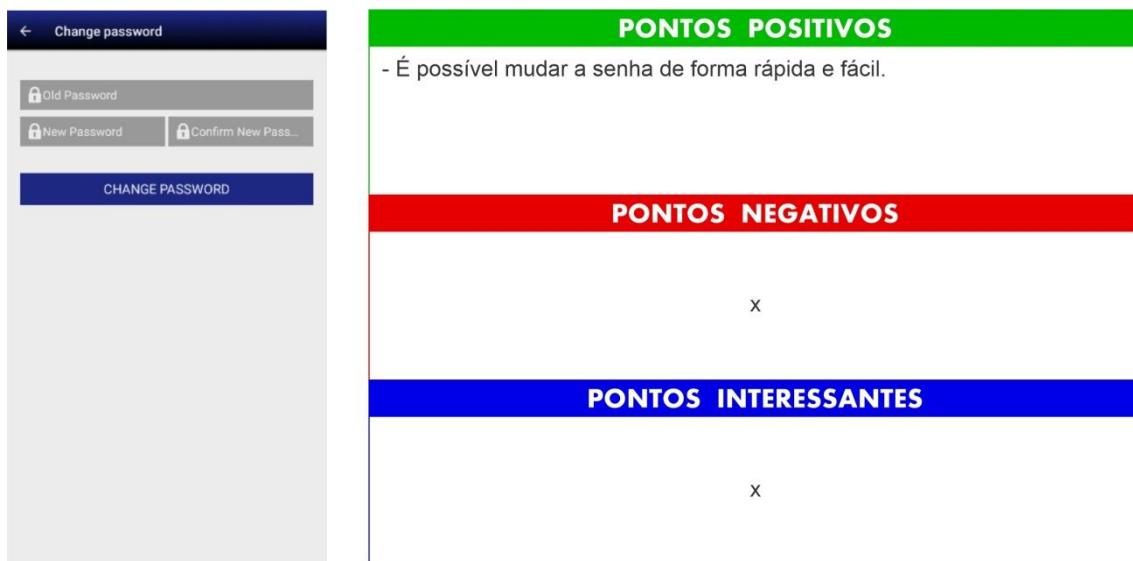 ← Change password
Old Password
New Password
Confirm New Pass...
CHANGE PASSWORD
PONTOS POSITIVOS
- É possível mudar a senha de forma rápida e fácil.
PONTOS NEGATIVOS
x
PONTOS INTERESSANTES
x